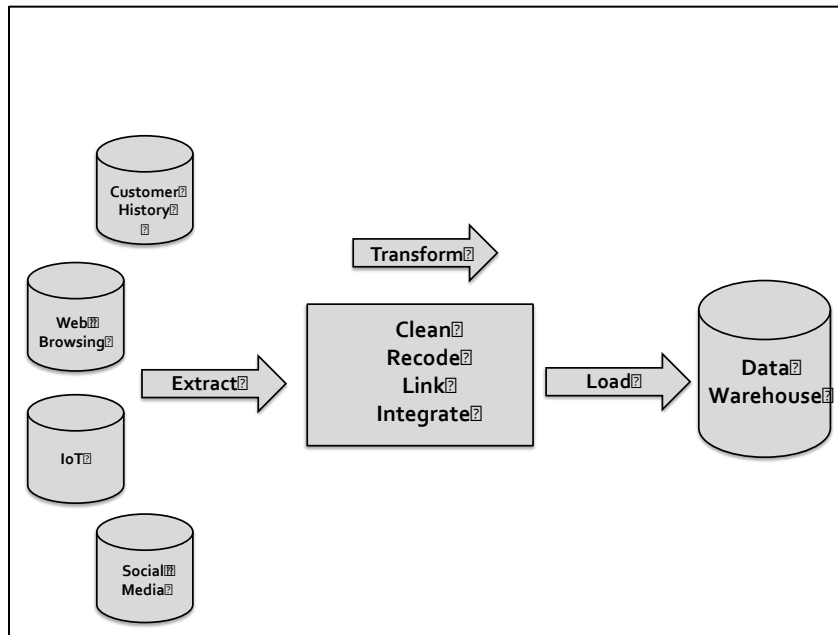 Customer
History
Transform
Web
Browsing
Clean
Recode
Link
Integrate
Extract
Load
Data
Warehouse
IoT
Social
Media